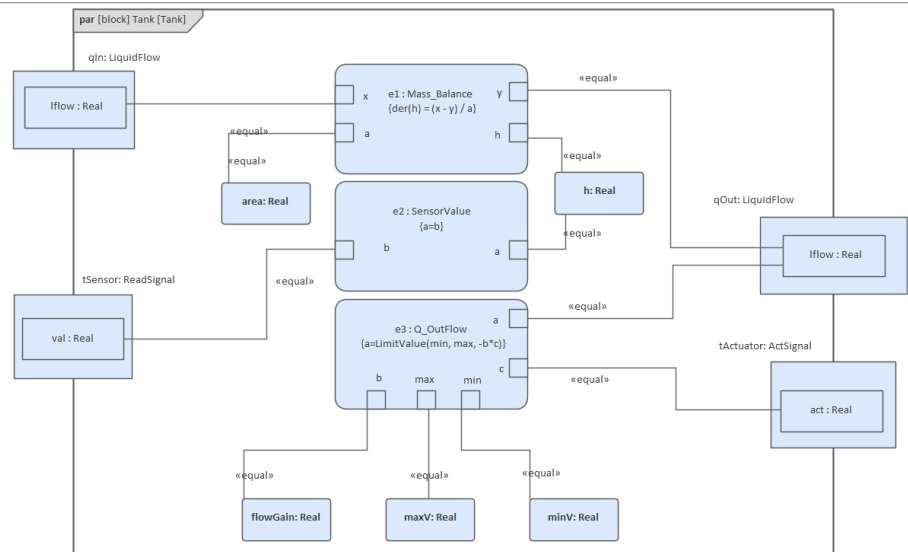 par [block] Tank [Tank]
qIn: LiquidFlow
lflow : Real
e1 : Mass_Balance
{der(h) = (x - y) / a}
x
y
a
h
«equal»
«equal»
«equal»
«equal»
area: Real
h: Real
e2 : SensorValue
{a=b}
b
a
«equal»
qOut: LiquidFlow
lflow : Real
tSensor: ReadSignal
«equal»
val : Real
e3 : Q_OutFlow
{a=LimitValue(min, max, -b*c)}
a
c
b
max
min
«equal»
«equal»
tActuator: ActSignal
act : Real
«equal»
«equal»
«equal»
flowGain: Real
maxV: Real
minV: Real